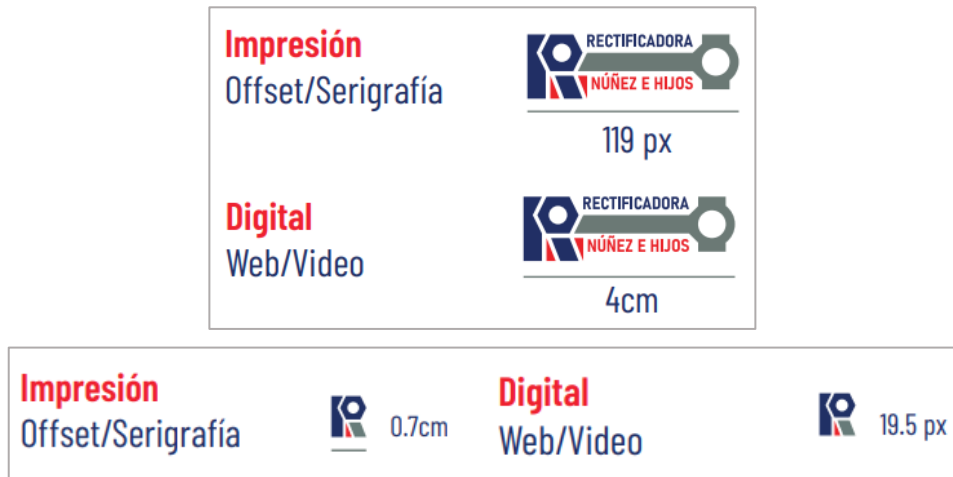 Impresión
Offset/Serigrafía
RECTIFICADORA
NÚÑEZ E HIJOS
119 px
Digital
Web/Video
RECTIFICADORA
NÚÑEZ E HIJOS
4cm
Impresión
Offset/Serigrafía
0.7cm
Digital
Web/Video
19.5 px